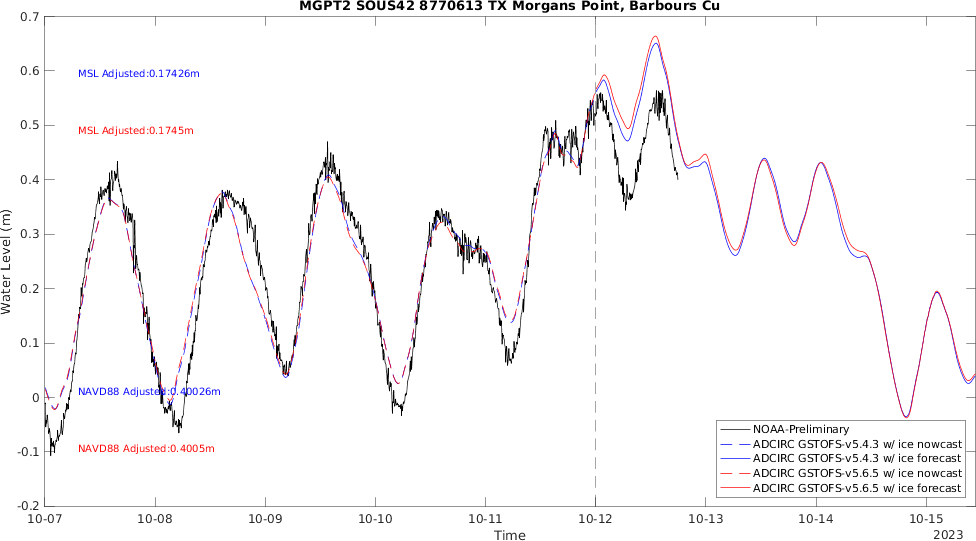 MGPT2 SOUS42 8770613 TX Morgans Point, Barbours Cu
0.7
0.6
0.5
0.4
0.3
0.2
0.1
0
-0.1
-0.2
Water Level (m)
MSL Adjusted:0.17426m
MSL Adjusted:0.1745m
NAVD88 Adjusted:0.40026m
NAVD88 Adjusted:0.4005m
NOAA-Preliminary
ADCIRC GSTOFS-v5.4.3 w/ ice nowcast
ADCIRC GSTOFS-v5.4.3 w/ ice forecast
ADCIRC GSTOFS-v5.6.5 w/ ice nowcast
ADCIRC GSTOFS-v5.6.5 w/ ice forecast
10-07 10-08 10-09 10-10 10-11 10-12 10-13 10-14 10-15
Time
2023